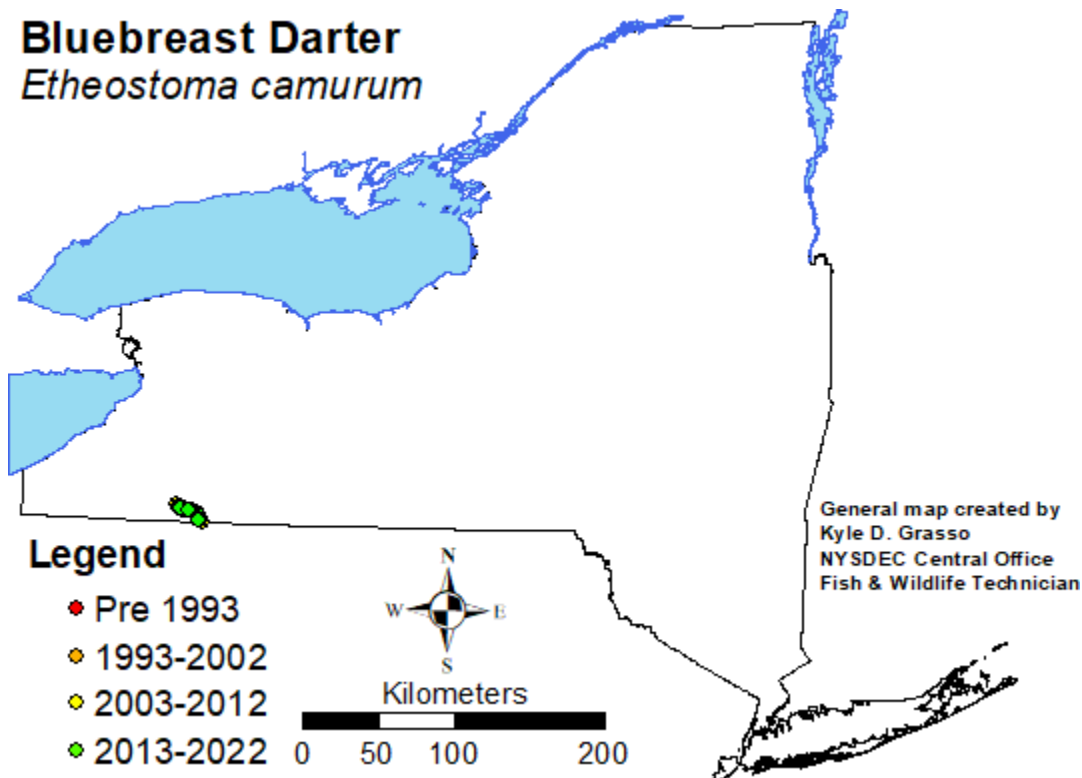 Bluebreast Darter
Etheostoma camurum
General map created by
Kyle D. Grasso
NYSDEC Central Office
Fish & Wildlife Technician
Legend
Pre 1993
1993-2002
2003-2012
2013-2022
N
W E
S
Kilometers
0 50 100 200